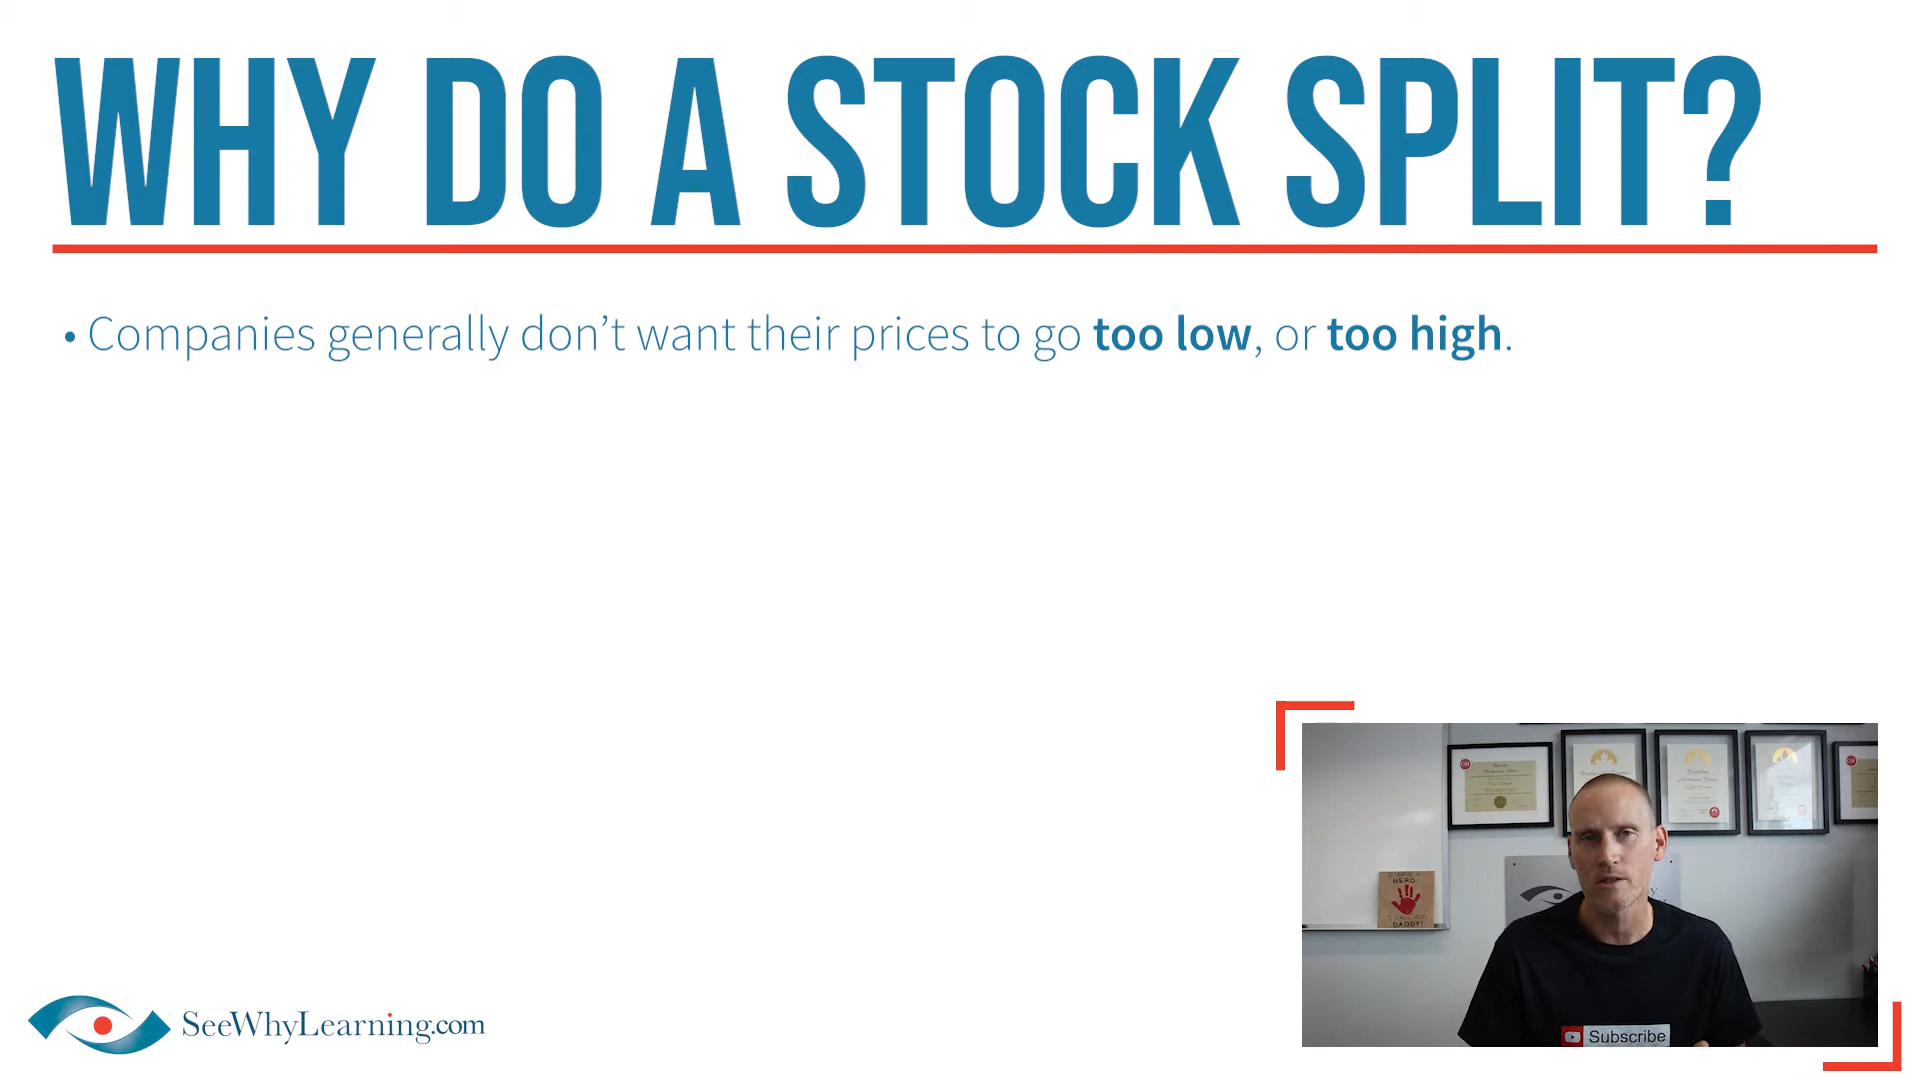 WHY DO A STOCK SPLIT?
• Companies generally don’t want their prices to go too low, or too high.
HERO
DADDY!
Subscribe
SeeWhyLearning.com